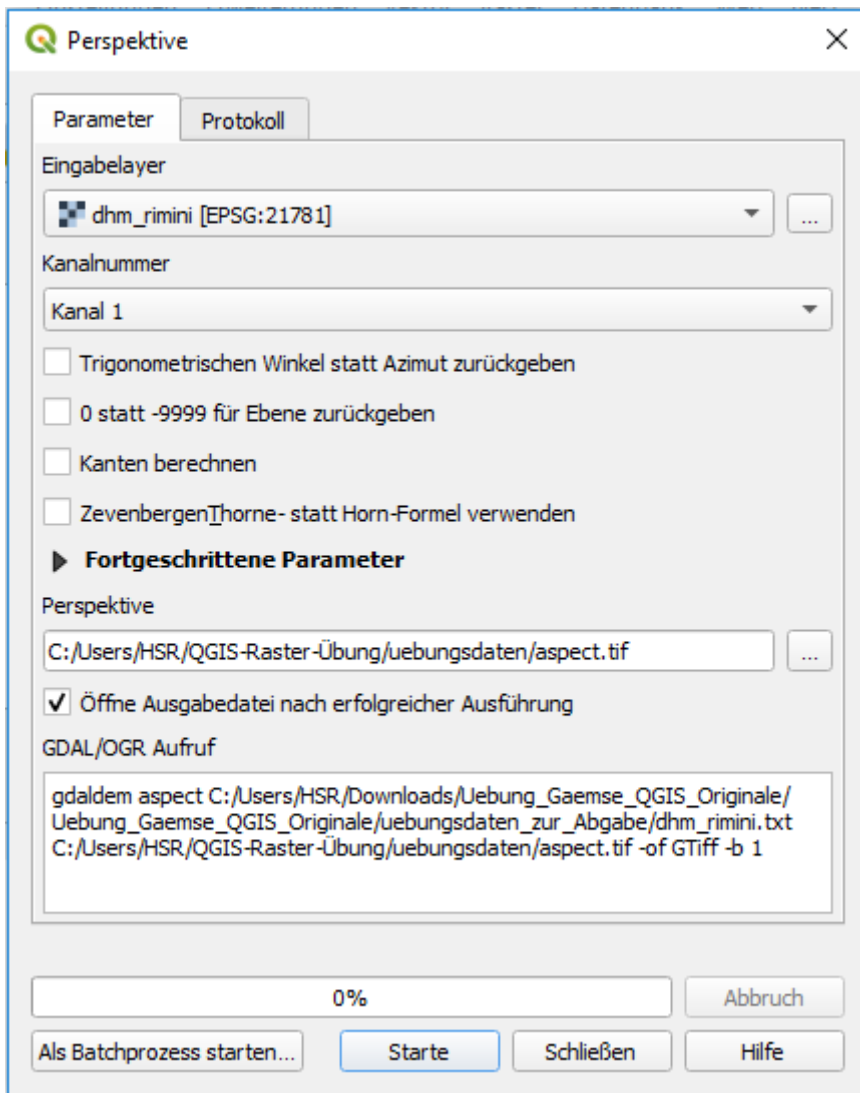 Perspektive
Parameter
Protokoll
Eingabelayer
dhm_rimini [EPSG:21781]
...
Kanalnummer
Kanal 1
Trigonometrischen Winkel statt Azimut zurückgeben
0 statt -9999 für Ebene zurückgeben
Kanten berechnen
ZevenbergenThorne- statt Horn-Formel verwenden
Fortgeschrittene Parameter
Perspektive
C:/Users/HSR/QGIS-Raster-Übung/uebungsdaten/aspect.tif
...
Öffne Ausgabedatei nach erfolgreicher Ausführung
GDAL/OGR Aufruf
gdaldem aspect C:/Users/HSR/Downloads/Uebung_Gaemse_QGIS_Originale/
Uebung_Gaemse_QGIS_Originale/uebungsdaten_zur_Abgabe/dhm_rimini.txt
C:/Users/HSR/QGIS-Raster-Übung/uebungsdaten/aspect.tif -of GTiff -b 1
0%
Abbruch
Als Batchprozess starten...
Starte
Schließen
Hilfe